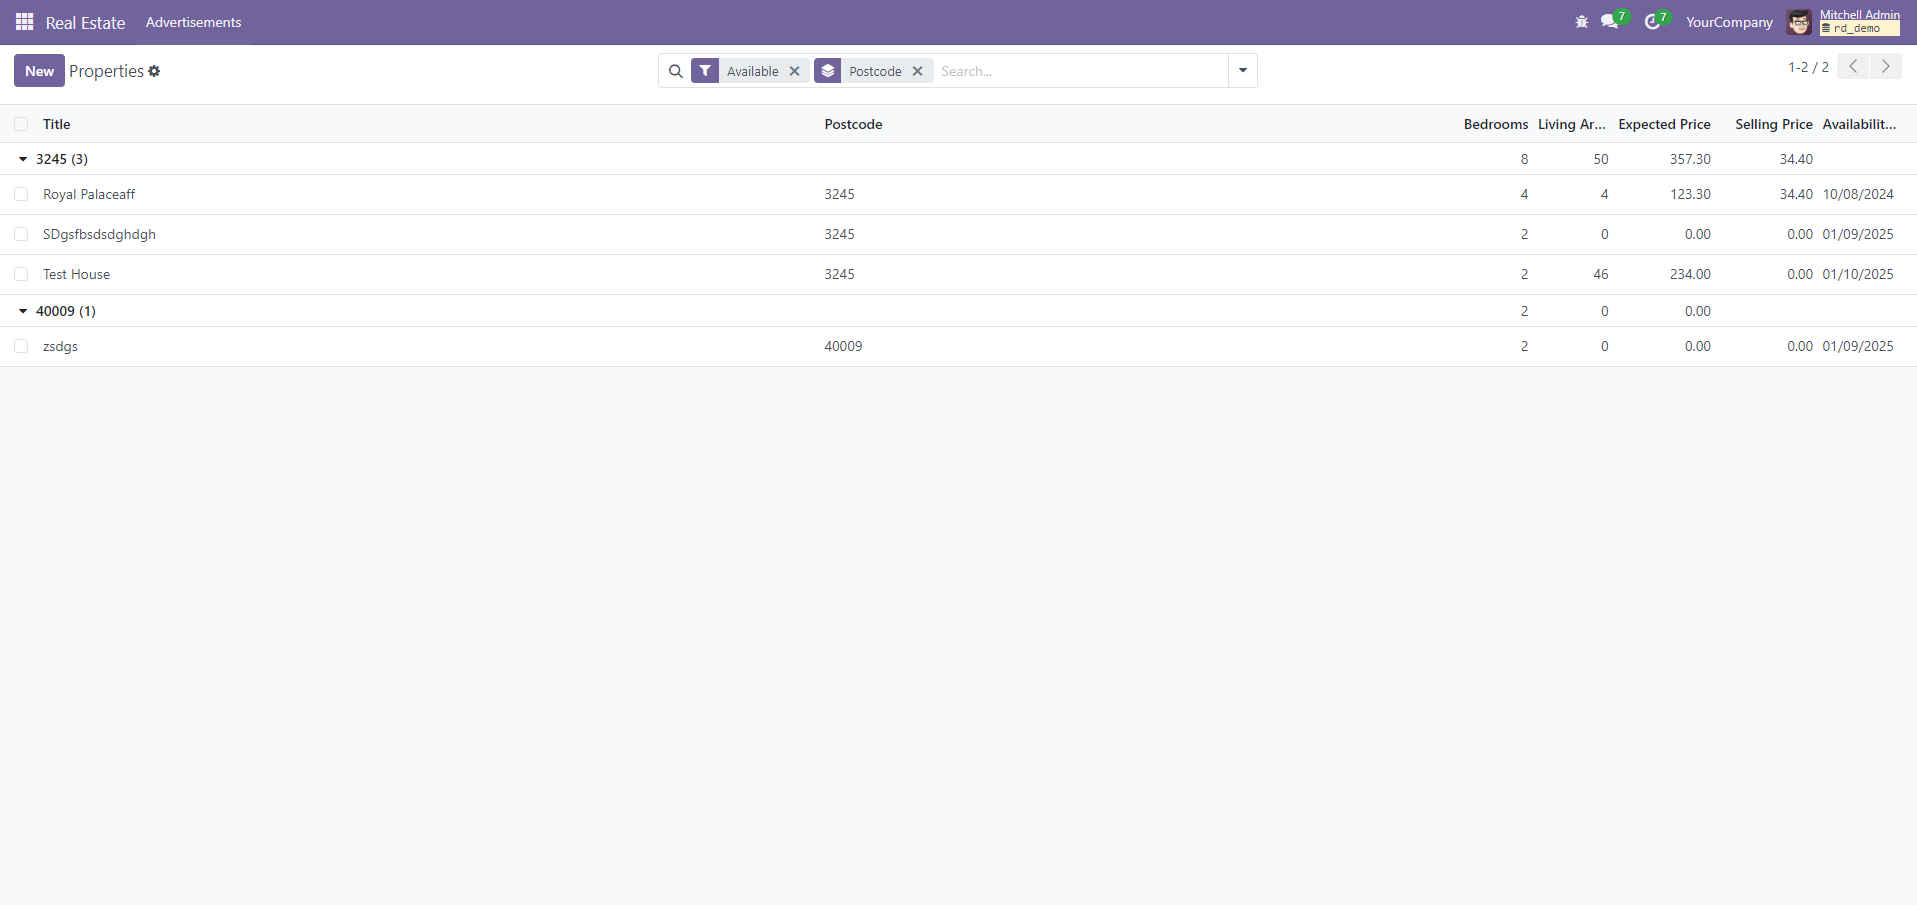 Real Estate Advertisements 7 7 YourCompany Mitchell Admin
rd_demo
New Properties Available Postcode Search... 1-2 / 2
Title Postcode Bedrooms Living Ar... Expected Price Selling Price Availabilit...
3245 (3) 8 50 357.30 34.40
Royal Palaceaff 3245 4 4 123.30 34.40 10/08/2024
SDgsfbsdsdghdgh 3245 2 0 0.00 0.00 01/09/2025
Test House 3245 2 46 234.00 0.00 01/10/2025
40009 (1) 2 0 0.00
zsdgs 40009 2 0 0.00 0.00 01/09/2025